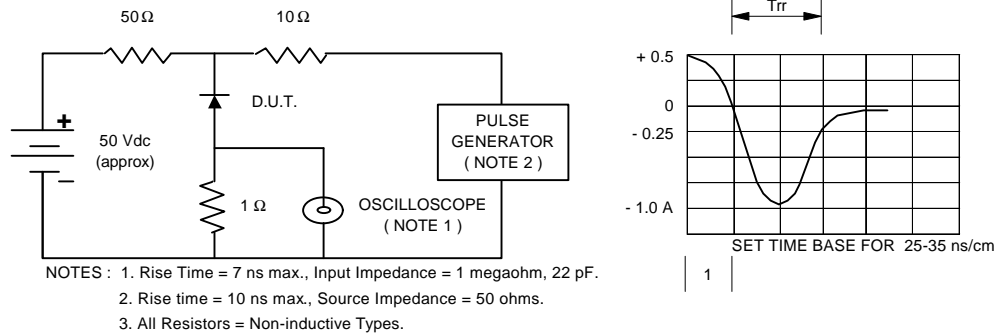 50 Ω
10 Ω
+
50 Vdc
(approx)
−
D.U.T.
1 Ω
OSCILLOSCOPE
( NOTE 1 )
PULSE
GENERATOR
( NOTE 2 )
Trr
+ 0.5
0
- 0.25
- 1.0 A
SET TIME BASE FOR 25-35 ns/cm
1
NOTES : 1. Rise Time = 7 ns max., Input Impedance = 1 megaohm, 22 pF.
2. Rise time = 10 ns max., Source Impedance = 50 ohms.
3. All Resistors = Non-inductive Types.